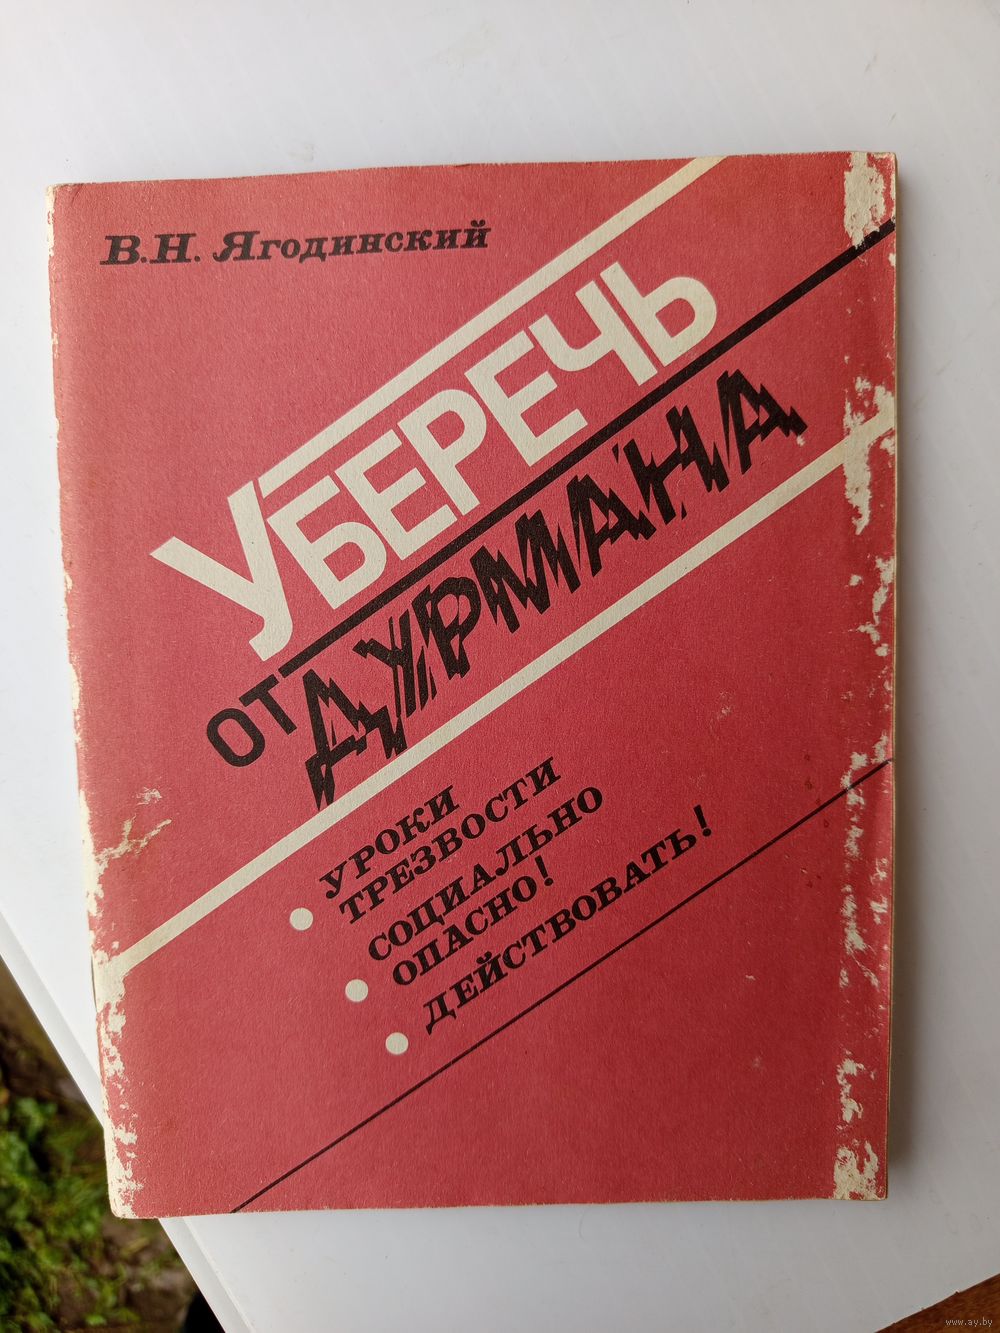 В.Н. Ягодинский
УБЕРЕЧЬ
ОТ ДУРМАНА
УРОКИ
ТРЕЗВОСТИ
СОЦИАЛЬНО
ОПАСНО!
ДЕЙСТВОВАТЬ!
www.ay.by